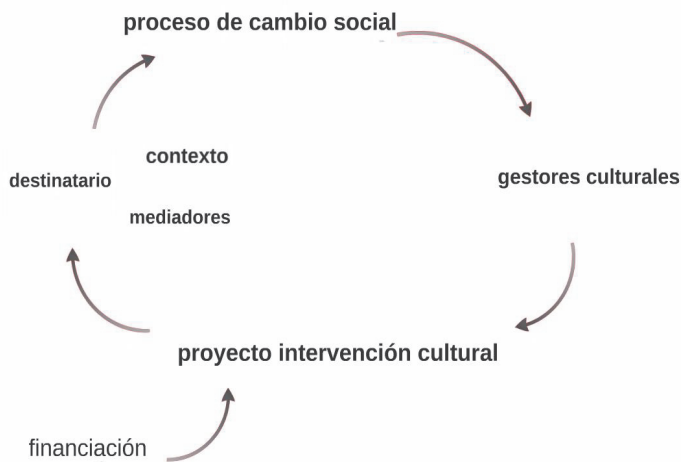 proceso de cambio social
contexto
destinatario
gestores culturales
mediadores
proyecto intervención cultural
financiación